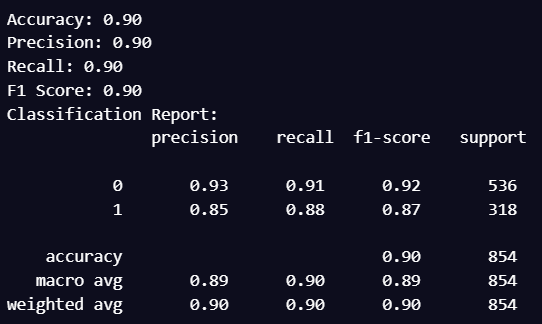 Accuracy: 0.90
Precision: 0.90
Recall: 0.90
F1 Score: 0.90
Classification Report:
precision recall f1-score support
0 0.93 0.91 0.92 536
1 0.85 0.88 0.87 318
accuracy 0.90 854
macro avg 0.89 0.90 0.89 854
weighted avg 0.90 0.90 0.90 854